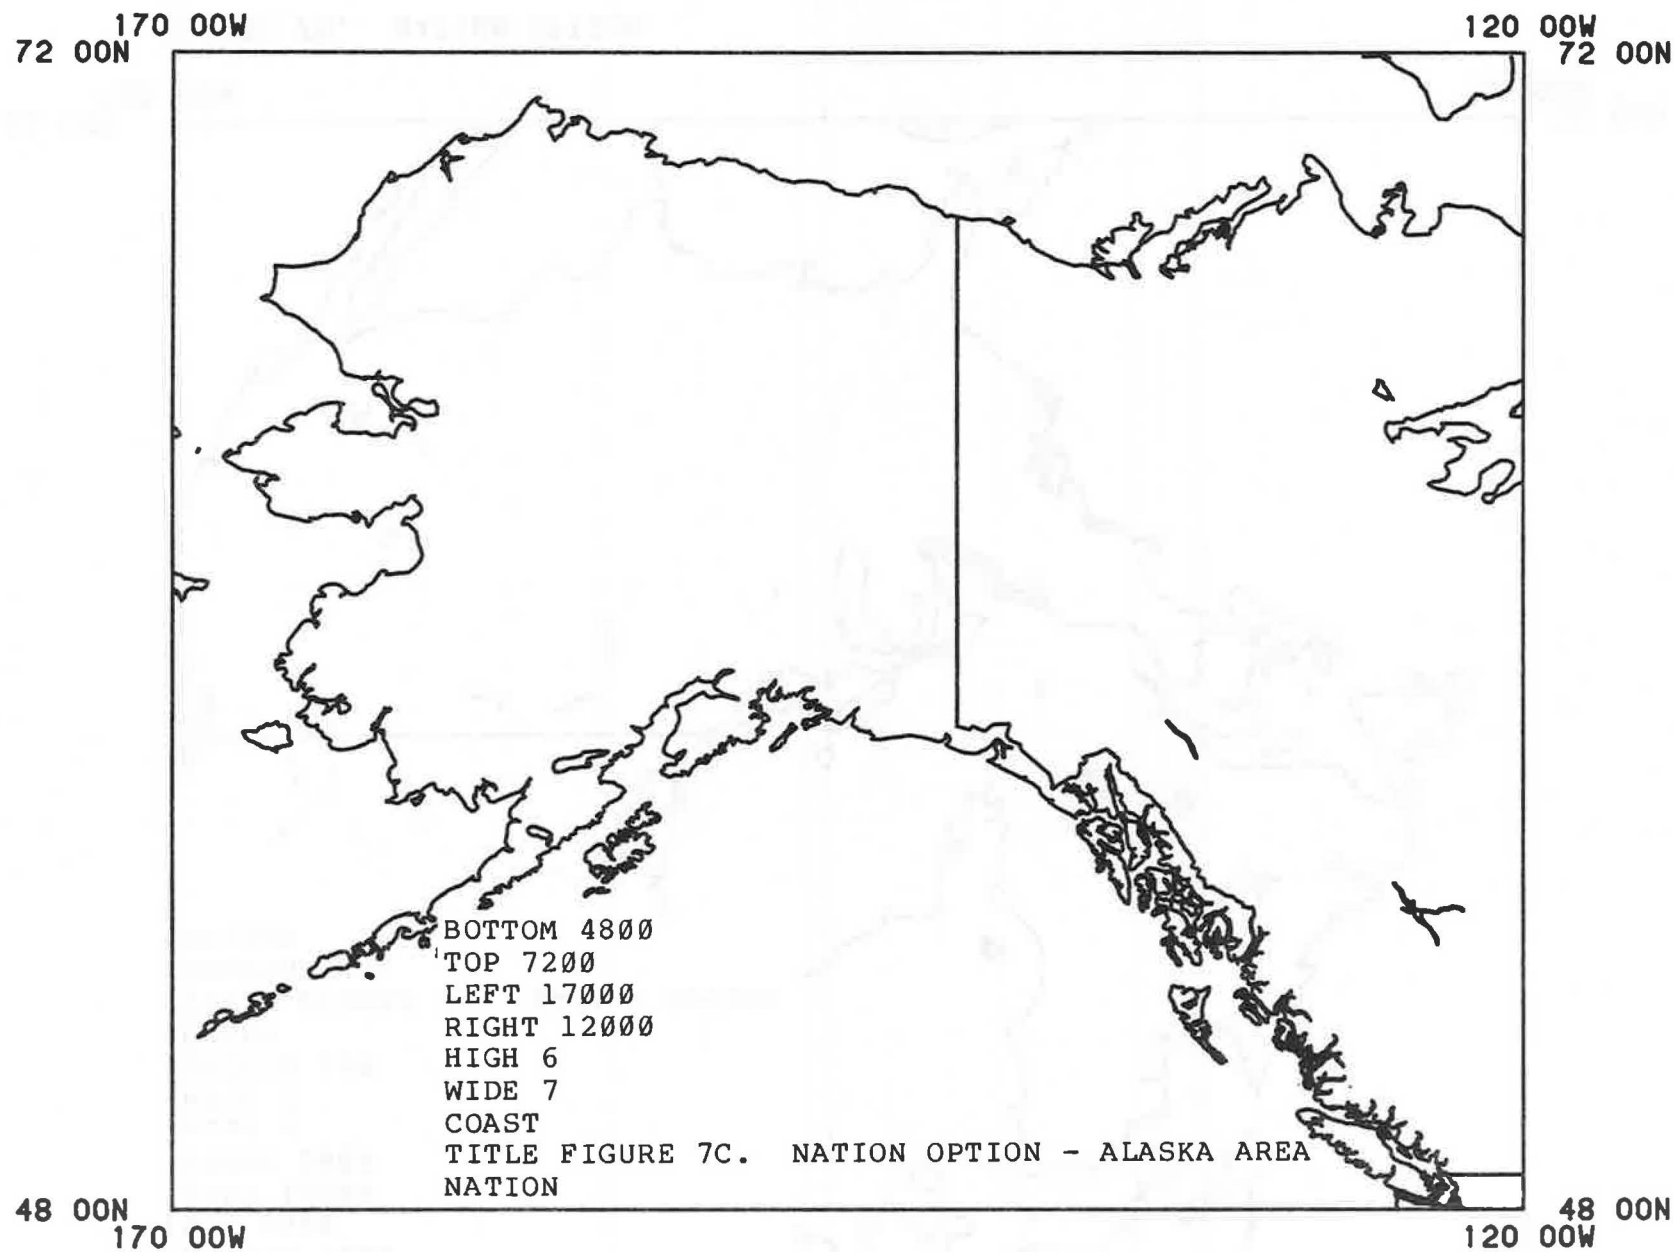 170 00W
120 00W
72 00N
72 00N
BOTTOM 4800
TOP 7200
LEFT 17000
RIGHT 12000
HIGH 6
WIDE 7
COAST
TITLE FIGURE 7C. NATION OPTION - ALASKA AREA
NATION
48 00N
48 00N
170 00W
120 00W